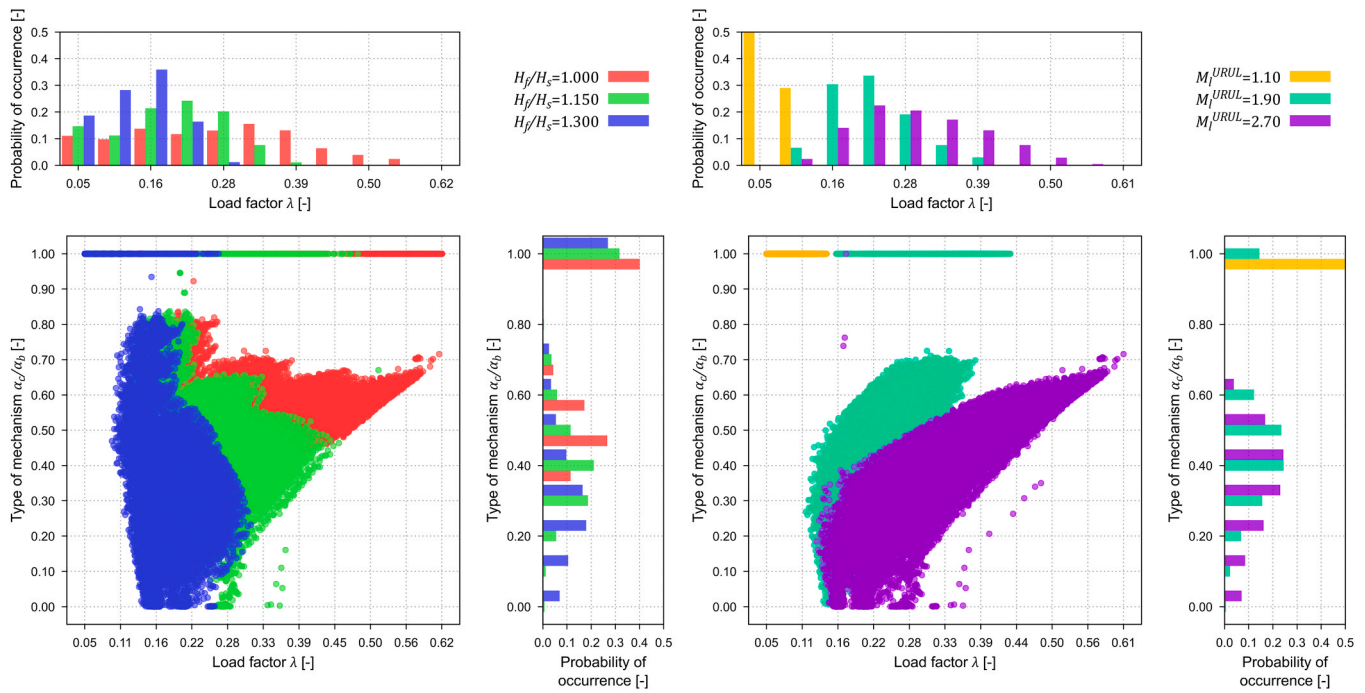 Probability of occurrence [-]
0.5
0.4
0.3
0.2
0.1
0.0
0.05 0.16 0.28 0.39 0.50 0.62
Load factor λ [-]
H_f/H_s=1.000
H_f/H_s=1.150
H_f/H_s=1.300
Probability of occurrence [-]
0.5
0.4
0.3
0.2
0.1
0.0
0.05 0.16 0.28 0.39 0.50 0.61
Load factor λ [-]
M_l^URUL=1.10
M_l^URUL=1.90
M_l^URUL=2.70
Type of mechanism α_c/α_b [-]
1.00
0.90
0.80
0.70
0.60
0.50
0.40
0.30
0.20
0.10
0.00
0.05 0.11 0.16 0.22 0.28 0.33 0.39 0.45 0.50 0.56 0.62
Load factor λ [-]
Type of mechanism α_c/α_b [-]
1.00
0.80
0.60
0.40
0.20
0.00
0.0 0.1 0.2 0.3 0.4 0.5
Probability of
occurrence [-]
Type of mechanism α_c/α_b [-]
1.00
0.90
0.80
0.70
0.60
0.50
0.40
0.30
0.20
0.10
0.00
0.05 0.11 0.16 0.22 0.28 0.33 0.39 0.44 0.50 0.56 0.61
Load factor λ [-]
Type of mechanism α_c/α_b [-]
1.00
0.80
0.60
0.40
0.20
0.00
0.0 0.1 0.2 0.3 0.4 0.5
Probability of
occurrence [-]